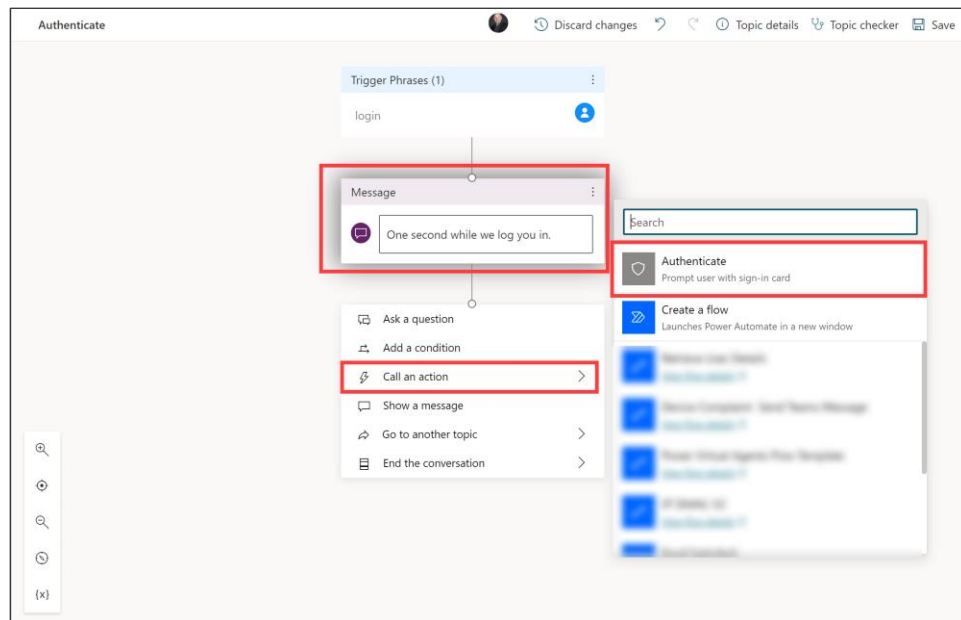 Authenticate
Discard changes
Topic details
Topic checker
Save
Trigger Phrases (1)
login
Message
One second while we log you in.
Search
Authenticate
Prompt user with sign-in card
Create a flow
Launches Power Automate in a new window
Ask a question
Add a condition
Call an action
Show a message
Go to another topic
End the conversation
{x}